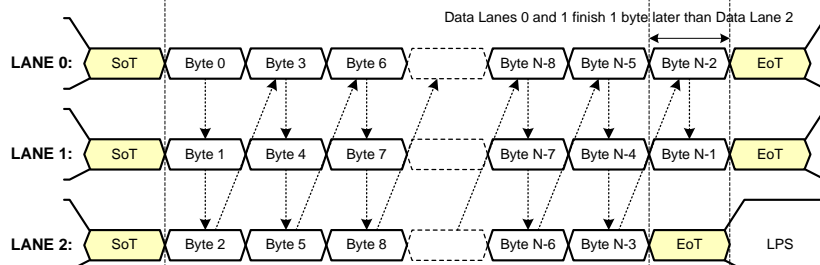 Data Lanes 0 and 1 finish 1 byte later than Data Lane 2
LANE 0: SoT Byte 0 Byte 3 Byte 6 Byte N-8 Byte N-5 Byte N-2 EoT
LANE 1: SoT Byte 1 Byte 4 Byte 7 Byte N-7 Byte N-4 Byte N-1 EoT
LANE 2: SoT Byte 2 Byte 5 Byte 8 Byte N-6 Byte N-3 EoT LPS